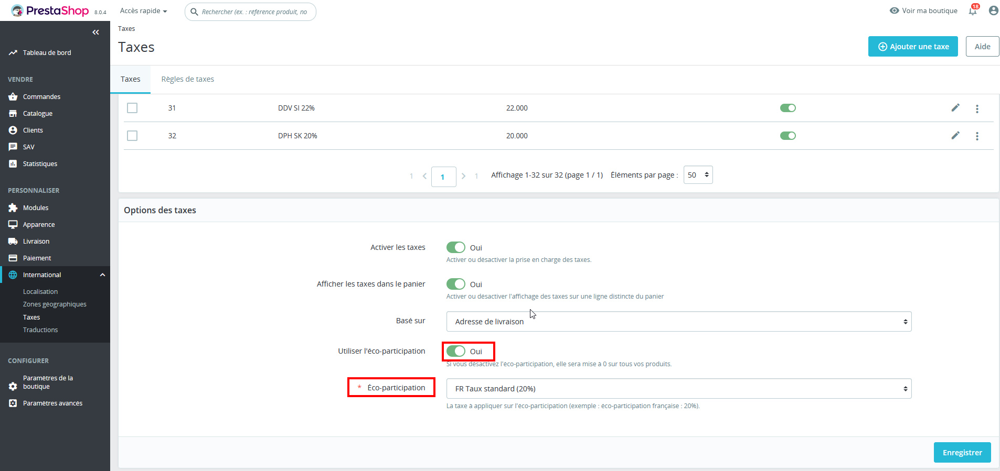 PrestaShop 8.0.4
Accès rapide
Rechercher (ex. : référence produit, no
Voir ma boutique
18
Taxes
Taxes
Ajouter une taxe
Aide
Taxes
Règles de taxes
Tableau de bord
VENDRE
Commandes
Catalogue
Clients
SAV
Statistiques
PERSONNALISER
Modules
Apparence
Livraison
Paiement
International
Localisation
Zones géographiques
Taxes
Traductions
CONFIGURER
Paramètres de la
boutique
Paramètres avancés
31 DDV SI 22% 22.000
32 DPH SK 20% 20.000
1 1 1 Affichage 1-32 sur 32 (page 1 / 1) Éléments par page : 50
Options des taxes
Activer les taxes Oui
Activer ou désactiver la prise en charge des taxes.
Afficher les taxes dans le panier Oui
Activer ou désactiver l'affichage des taxes sur une ligne distincte du panier
Basé sur Adresse de livraison
Utiliser l'éco-participation Oui
Si vous désactivez l'éco-participation, elle sera mise à 0 sur tous vos produits.
* Éco-participation FR Taux standard (20%)
La taxe à appliquer sur l'éco-participation (exemple : éco-participation française : 20%).
Enregistrer